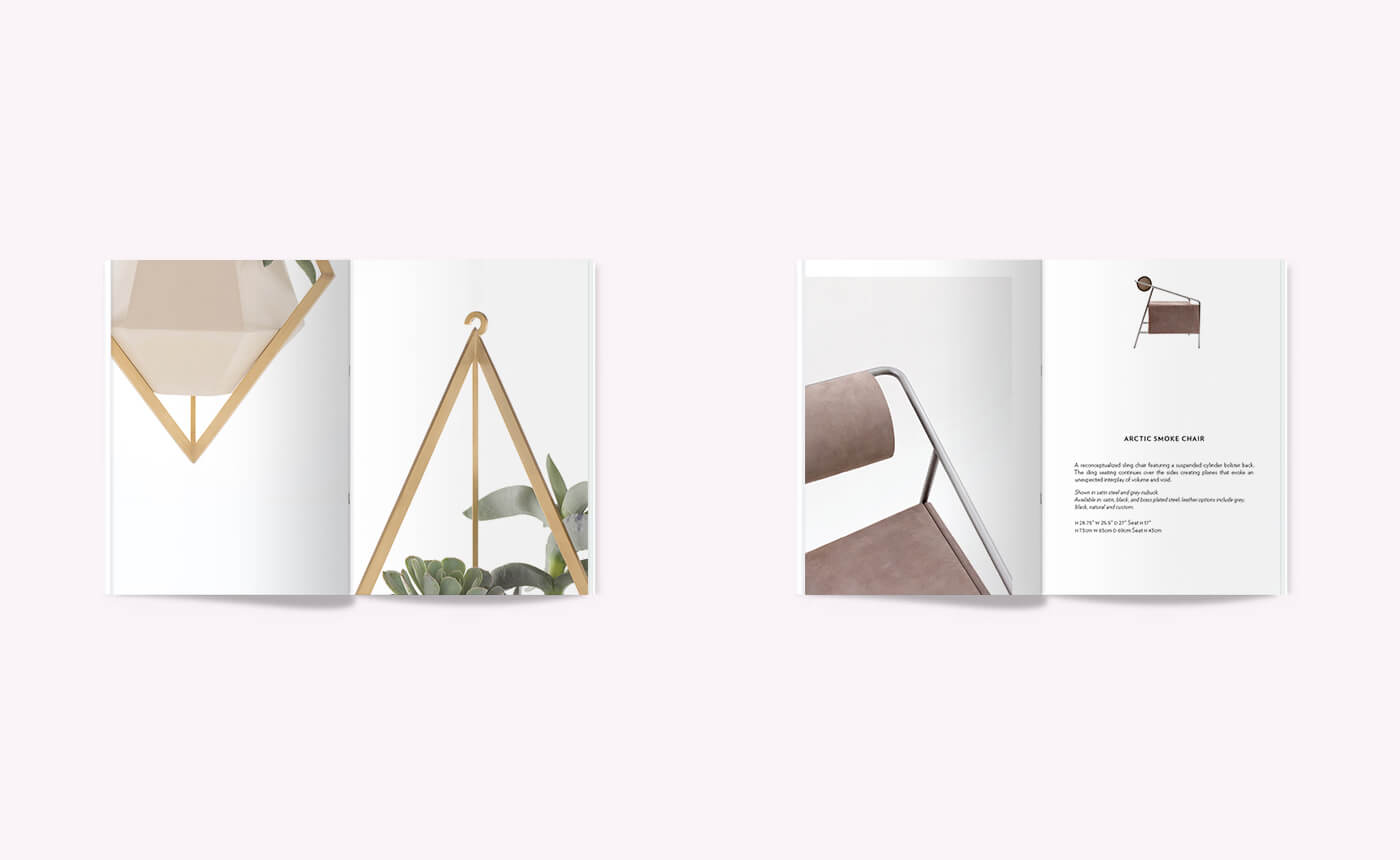 ARCTIC SMOKE CHAIR
A reconceptualized sling chair featuring a suspended cylinder bolster back.
The sling seating continues over the sides creating planes that evoke an
unexpected interplay of volume and void.
Shown in satin steel and grey nubuck.
Available in: satin, black, and brass plated steel; leather options include grey,
black, natural and custom.
H 28.75" W 25.5" D 27" Seat H 17"
H 73cm W 65cm D 69cm Seat H 43cm